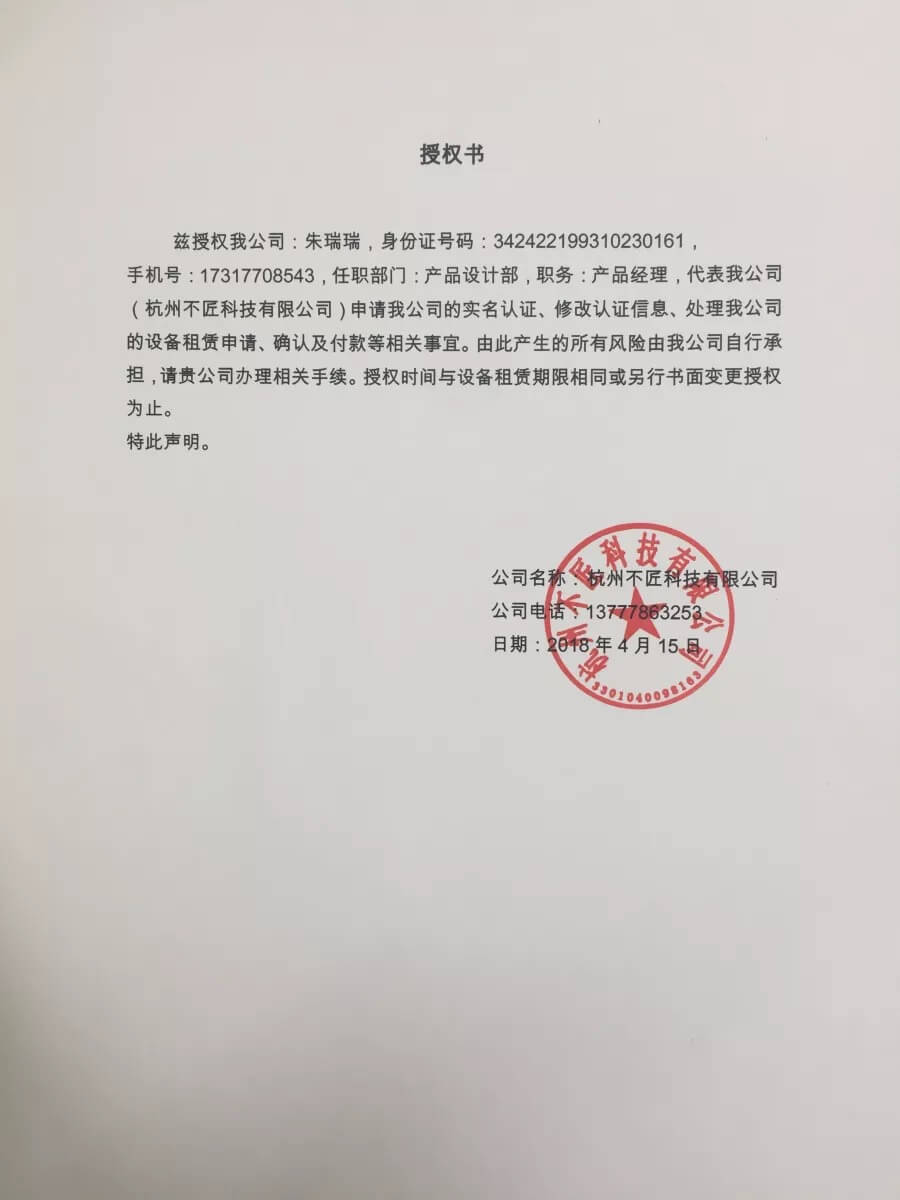 授权书
兹授权我公司：朱瑞瑞，身份证号码：342422199310230161，
手机号：17317708543，任职部门：产品设计部，职务：产品经理，代表我公司
（杭州不匠科技有限公司）申请我公司的实名认证、修改认证信息、处理我公司
的设备租赁申请、确认及付款等相关事宜。由此产生的所有风险由我公司自行承
担，请贵公司办理相关手续。授权时间与设备租赁期限相同或另行书面变更授权
为止。
特此声明。
公司名称：杭州不匠科技有限公司
公司电话：13777863253
日期：2018 年 4 月 15 日
杭州不匠科技有限公司
3301040098163